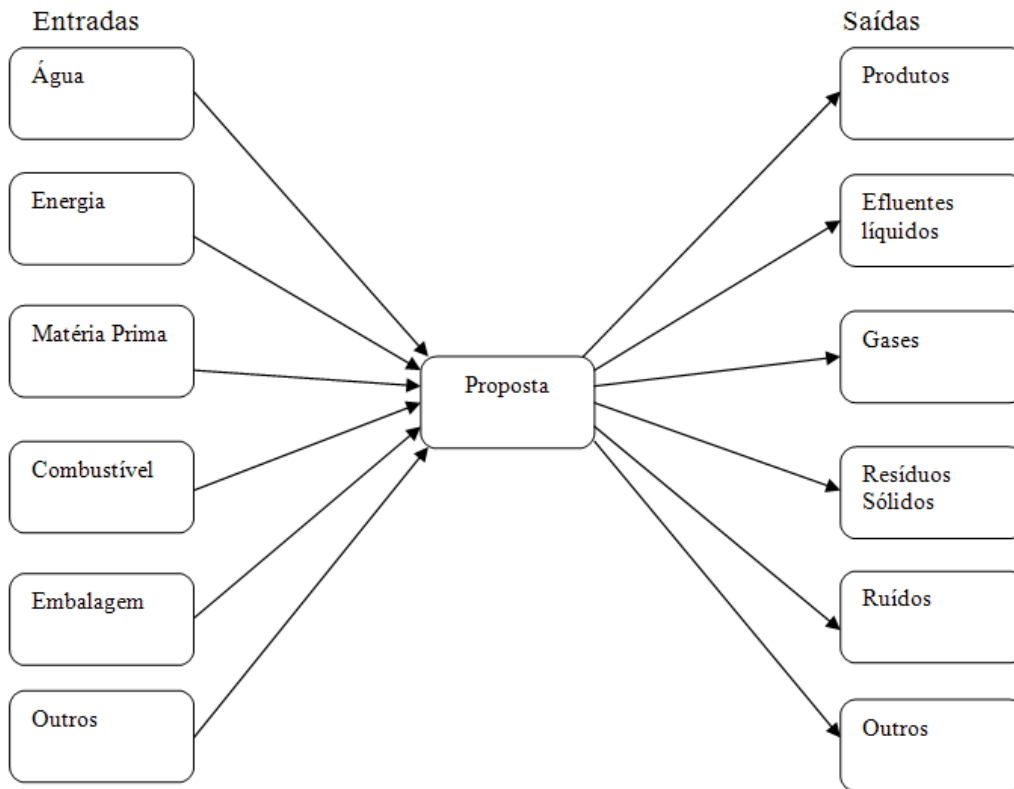 Entradas
Saídas
Água
Produtos
Energia
Efluentes
líquidos
Matéria Prima
Gases
Proposta
Combustível
Resíduos
Sólidos
Embalagem
Ruídos
Outros
Outros